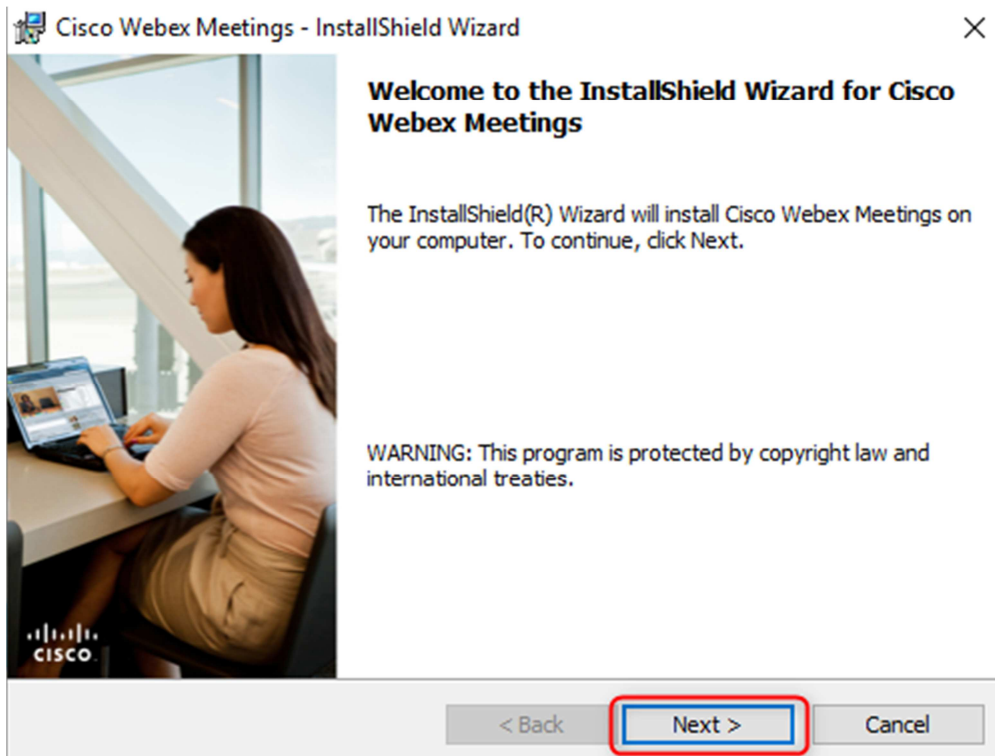 Cisco Webex Meetings - InstallShield Wizard
Welcome to the InstallShield Wizard for Cisco
Webex Meetings
The InstallShield(R) Wizard will install Cisco Webex Meetings on
your computer. To continue, click Next.
WARNING: This program is protected by copyright law and
international treaties.
CISCO
< Back
Next >
Cancel